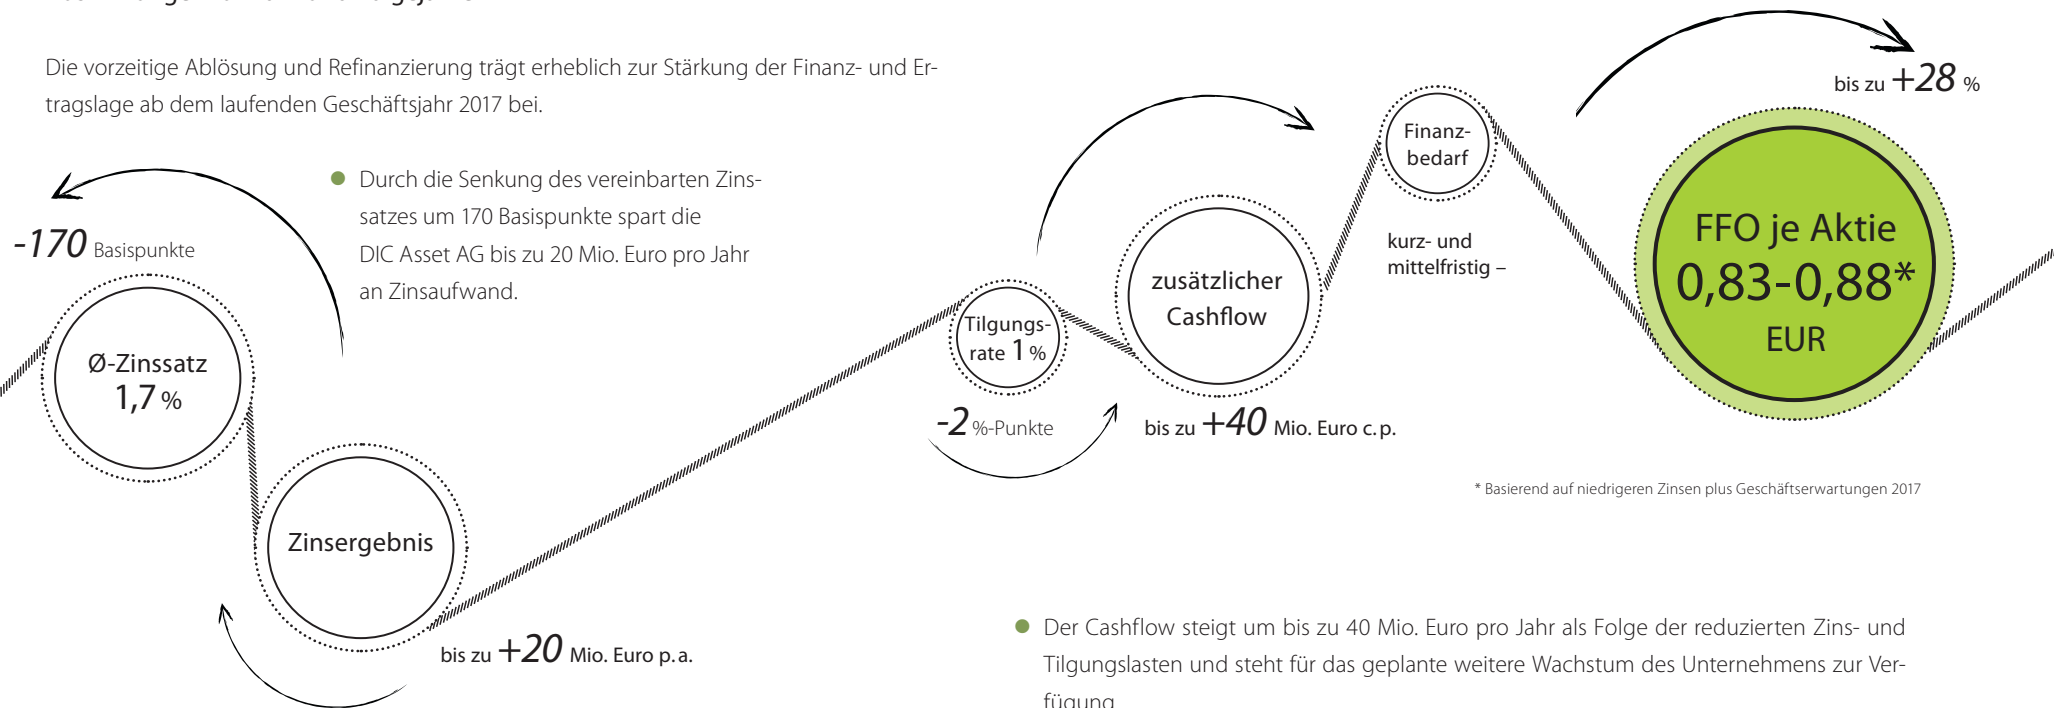 Die vorzeitige Ablösung und Refinanzierung trägt erheblich zur Stärkung der Finanz- und Er-
tragslage ab dem laufenden Geschäftsjahr 2017 bei.
● Durch die Senkung des vereinbarten Zins-
satzes um 170 Basispunkte spart die
DIC Asset AG bis zu 20 Mio. Euro pro Jahr
an Zinsaufwand.
-170 Basispunkte
Ø-Zinssatz
1,7 %
Zinsergebnis
bis zu +20 Mio. Euro p. a.
Tilgungs-
rate 1 %
-2 %-Punkte
zusätzlicher
Cashflow
bis zu +40 Mio. Euro c. p.
Finanz-
bedarf
kurz- und
mittelfristig –
bis zu +28 %
FFO je Aktie
0,83-0,88*
EUR
* Basierend auf niedrigeren Zinsen plus Geschäftserwartungen 2017
● Der Cashflow steigt um bis zu 40 Mio. Euro pro Jahr als Folge der reduzierten Zins- und
Tilgungslasten und steht für das geplante weitere Wachstum des Unternehmens zur Ver-
fügung